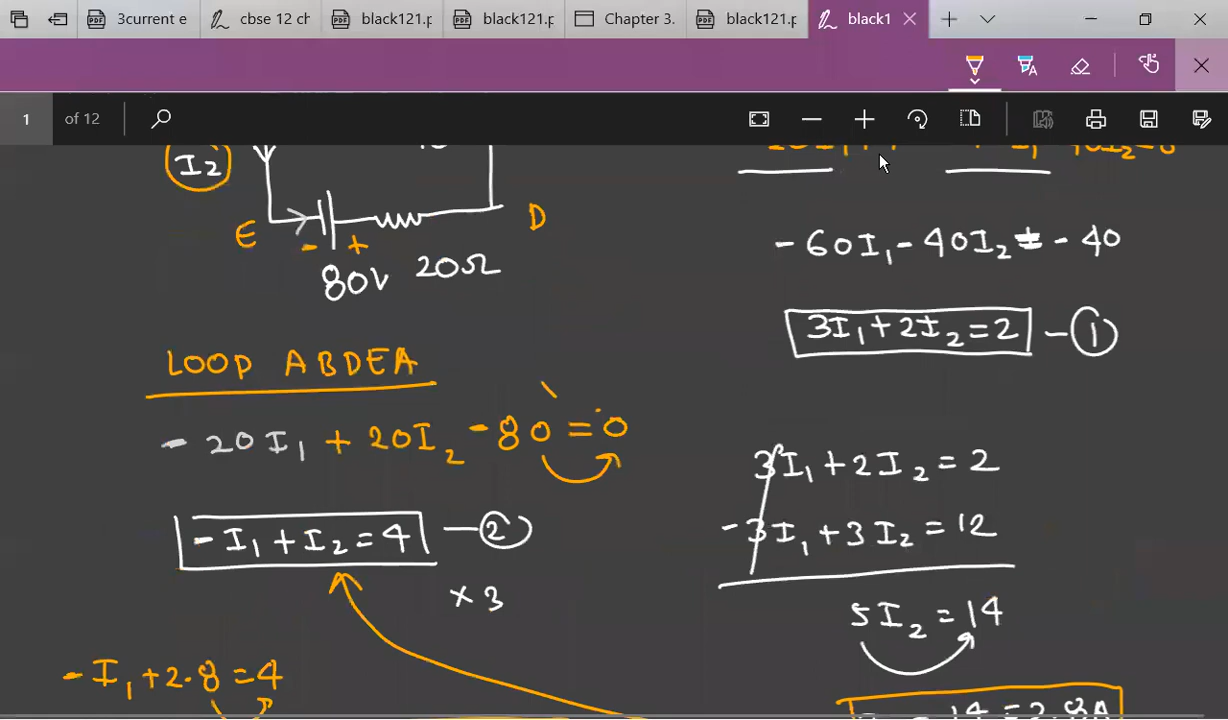 3current e
cbse 12 ch
black121.p
black121.p
Chapter 3.
black121.p
black1
1 of 12
I2
E
- +
D
80V 20Ω
- 60I1 - 40I2 = - 40
3I1 + 2I2 = 2 - 1
LOOP ABDEA
- 20I1 + 20I2 - 80 = 0
- I1 + I2 = 4 - 2
× 3
3I1 + 2I2 = 2
- 3I1 + 3I2 = 12
5I2 = 14
- I1 + 2.8 = 4